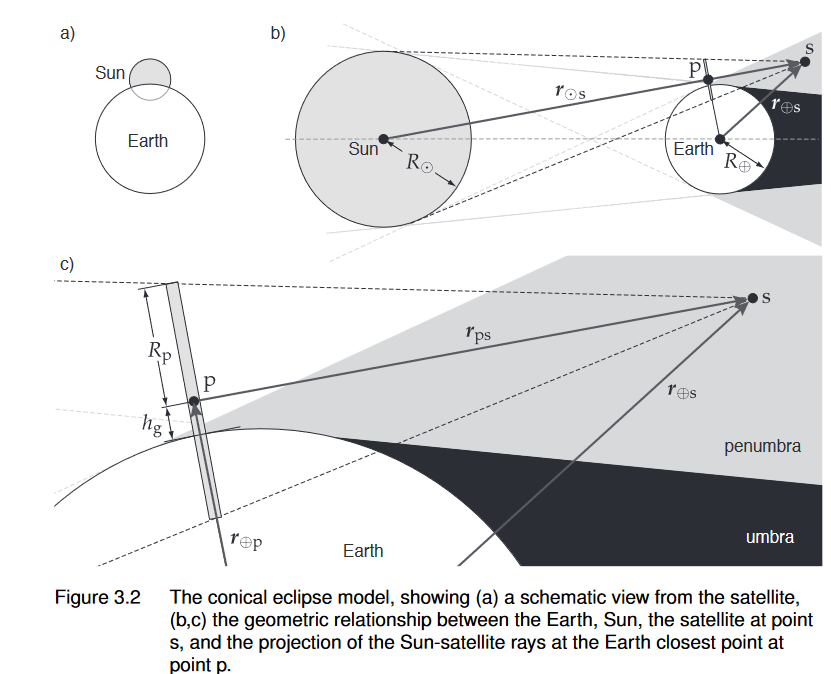 a)
Sun
Earth
b)
s
p
r⊙s
r⊕s
Sun
R⊙
Earth
R⊕
c)
s
Rp
p
rps
hg
r⊕s
penumbra
r⊕p
Earth
umbra
Figure 3.2 The conical eclipse model, showing (a) a schematic view from the satellite,
(b,c) the geometric relationship between the Earth, Sun, the satellite at point
s, and the projection of the Sun-satellite rays at the Earth closest point at
point p.